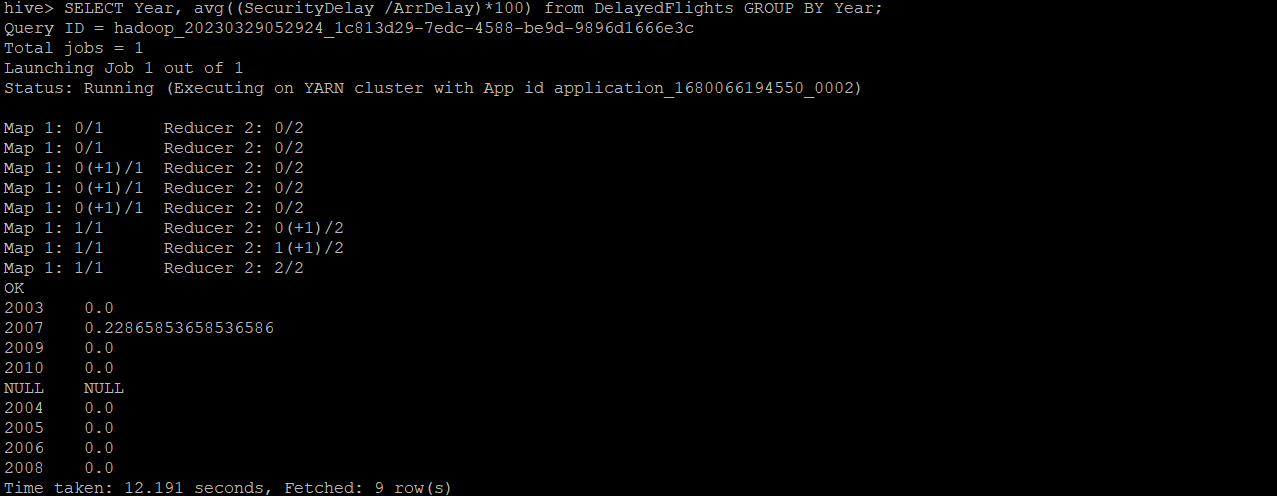 hive> SELECT Year, avg((SecurityDelay /ArrDelay)*100) from DelayedFlights GROUP BY Year;
Query ID = hadoop_20230329052924_1c813d29-7edc-4588-be9d-9896d1666e3c
Total jobs = 1
Launching Job 1 out of 1
Status: Running (Executing on YARN cluster with App id application_1680066194550_0002)

Map 1: 0/1      Reducer 2: 0/2
Map 1: 0/1      Reducer 2: 0/2
Map 1: 0(+1)/1  Reducer 2: 0/2
Map 1: 0(+1)/1  Reducer 2: 0/2
Map 1: 0(+1)/1  Reducer 2: 0/2
Map 1: 1/1      Reducer 2: 0(+1)/2
Map 1: 1/1      Reducer 2: 1(+1)/2
Map 1: 1/1      Reducer 2: 2/2
OK
2003    0.0
2007    0.22865853658536586
2009    0.0
2010    0.0
NULL    NULL
2004    0.0
2005    0.0
2006    0.0
2008    0.0
Time taken: 12.191 seconds, Fetched: 9 row(s)